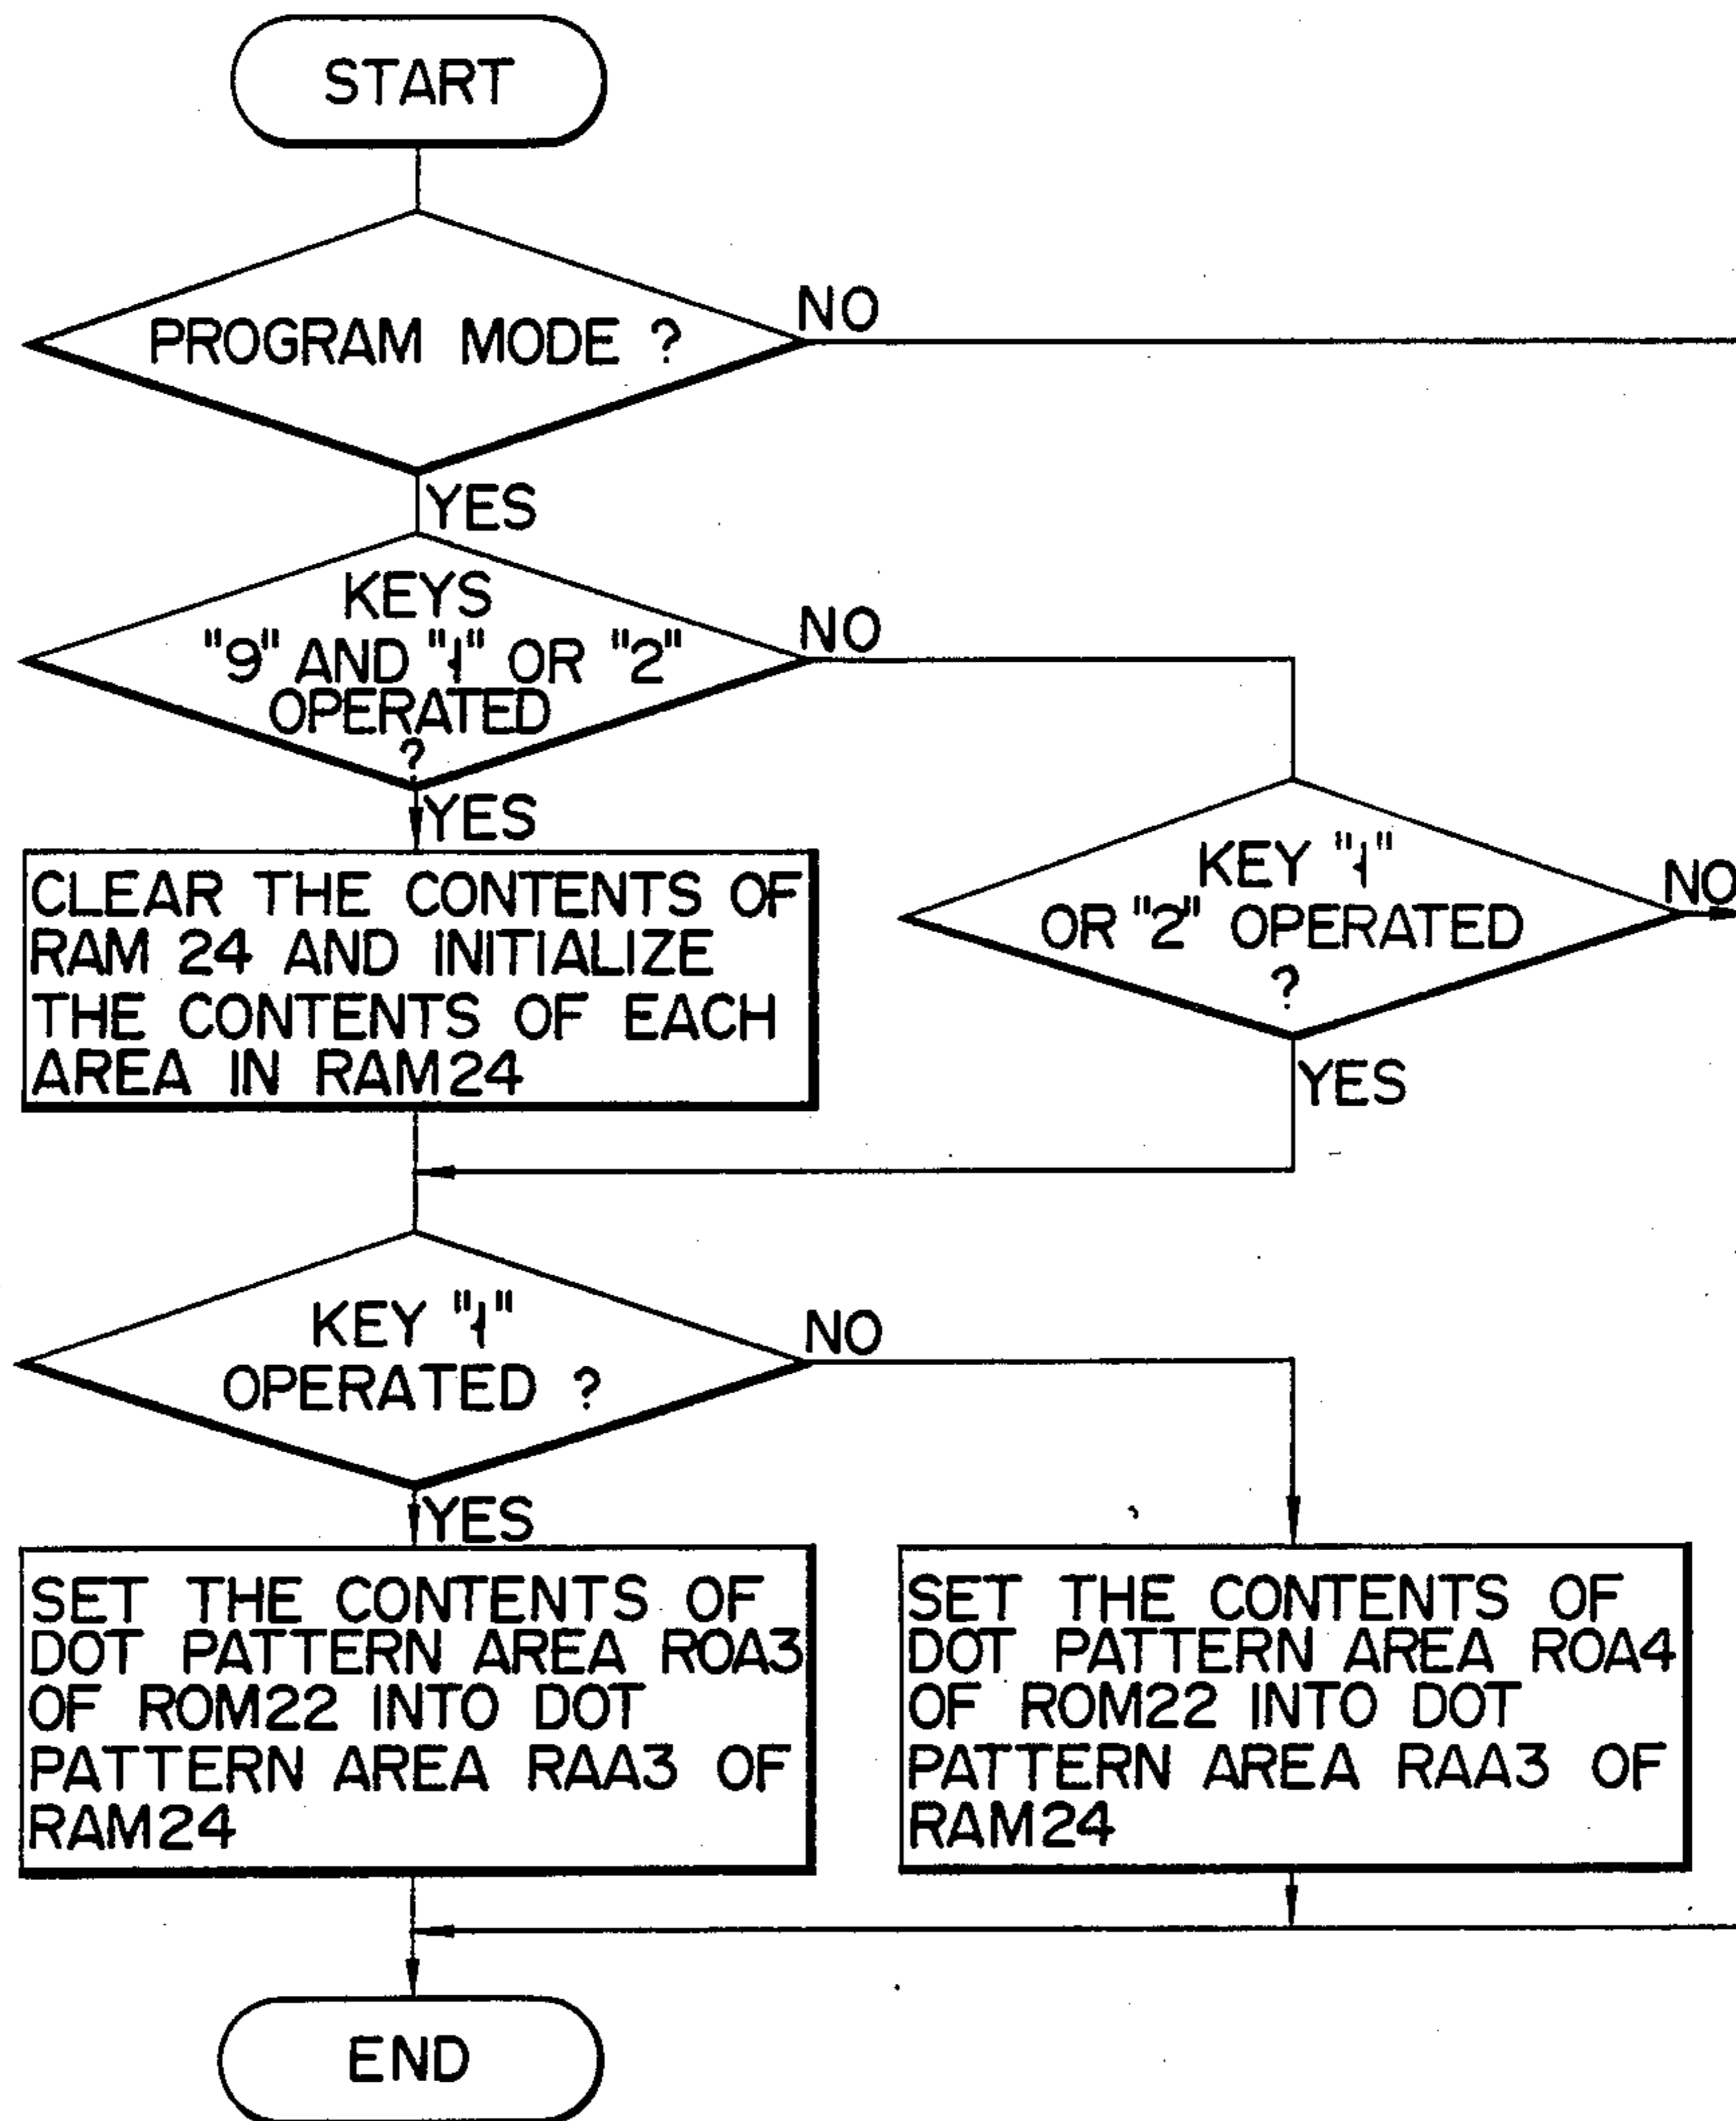 START
PROGRAM MODE ?
NO
YES
KEYS
"9" AND "1" OR "2"
OPERATED
?
NO
YES
CLEAR THE CONTENTS OF
RAM 24 AND INITIALIZE
THE CONTENTS OF EACH
AREA IN RAM24
KEY "1"
OR "2" OPERATED
?
NO
YES
KEY "1"
OPERATED ?
NO
YES
SET THE CONTENTS OF
DOT PATTERN AREA ROA3
OF ROM22 INTO DOT
PATTERN AREA RAA3 OF
RAM24
SET THE CONTENTS OF
DOT PATTERN AREA ROA4
OF ROM22 INTO DOT
PATTERN AREA RAA3 OF
RAM24
END